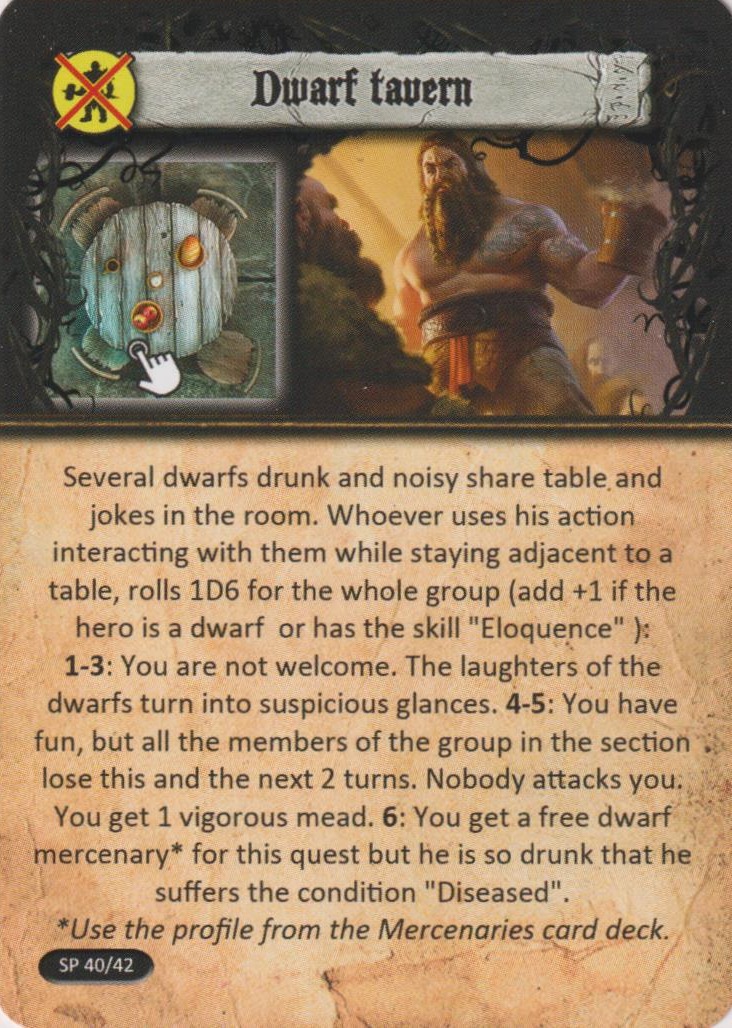 Dwarf tavern
Several dwarfs drunk and noisy share table and
jokes in the room. Whoever uses his action
interacting with them while staying adjacent to a
table, rolls 1D6 for the whole group (add +1 if the
hero is a dwarf or has the skill "Eloquence" ):
1-3: You are not welcome. The laughters of the
dwarfs turn into suspicious glances. 4-5: You have
fun, but all the members of the group in the section
lose this and the next 2 turns. Nobody attacks you.
You get 1 vigorous mead. 6: You get a free dwarf
mercenary* for this quest but he is so drunk that he
suffers the condition "Diseased".
*Use the profile from the Mercenaries card deck.
SP 40/42